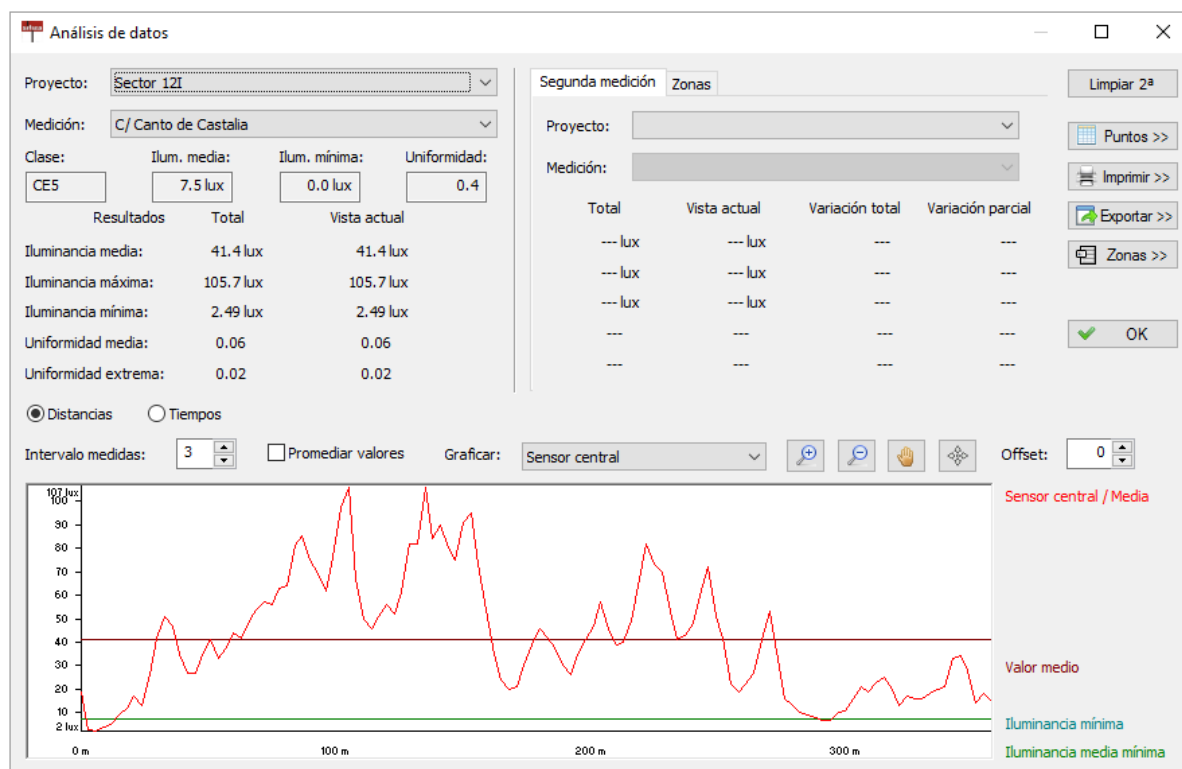 Análisis de datos
Proyecto: Sector 12I
Medición: C/ Canto de Castalia
Clase: Ilum. media: Ilum. mínima: Uniformidad:
CE5 7.5 lux 0.0 lux 0.4
Resultados Total Vista actual
Iluminancia media: 41.4 lux 41.4 lux
Iluminancia máxima: 105.7 lux 105.7 lux
Iluminancia mínima: 2.49 lux 2.49 lux
Uniformidad media: 0.06 0.06
Uniformidad extrema: 0.02 0.02
Segunda medición Zonas
Proyecto:
Medición:
Total Vista actual Variación total Variación parcial
--- lux --- lux --- ---
--- lux --- lux --- ---
--- lux --- lux --- ---
--- --- --- ---
--- --- --- ---
Limpiar 2ª
Puntos >>
Imprimir >>
Exportar >>
Zonas >>
OK
Distancias Tiempos
Intervalo medidas: 3 Promediar valores Graficar: Sensor central Offset: 0
107 lux
100
90
80
70
60
50
40
30
20
10
2 lux
0 m 100 m 200 m 300 m
Sensor central / Media
Valor medio
Iluminancia mínima
Iluminancia media mínima